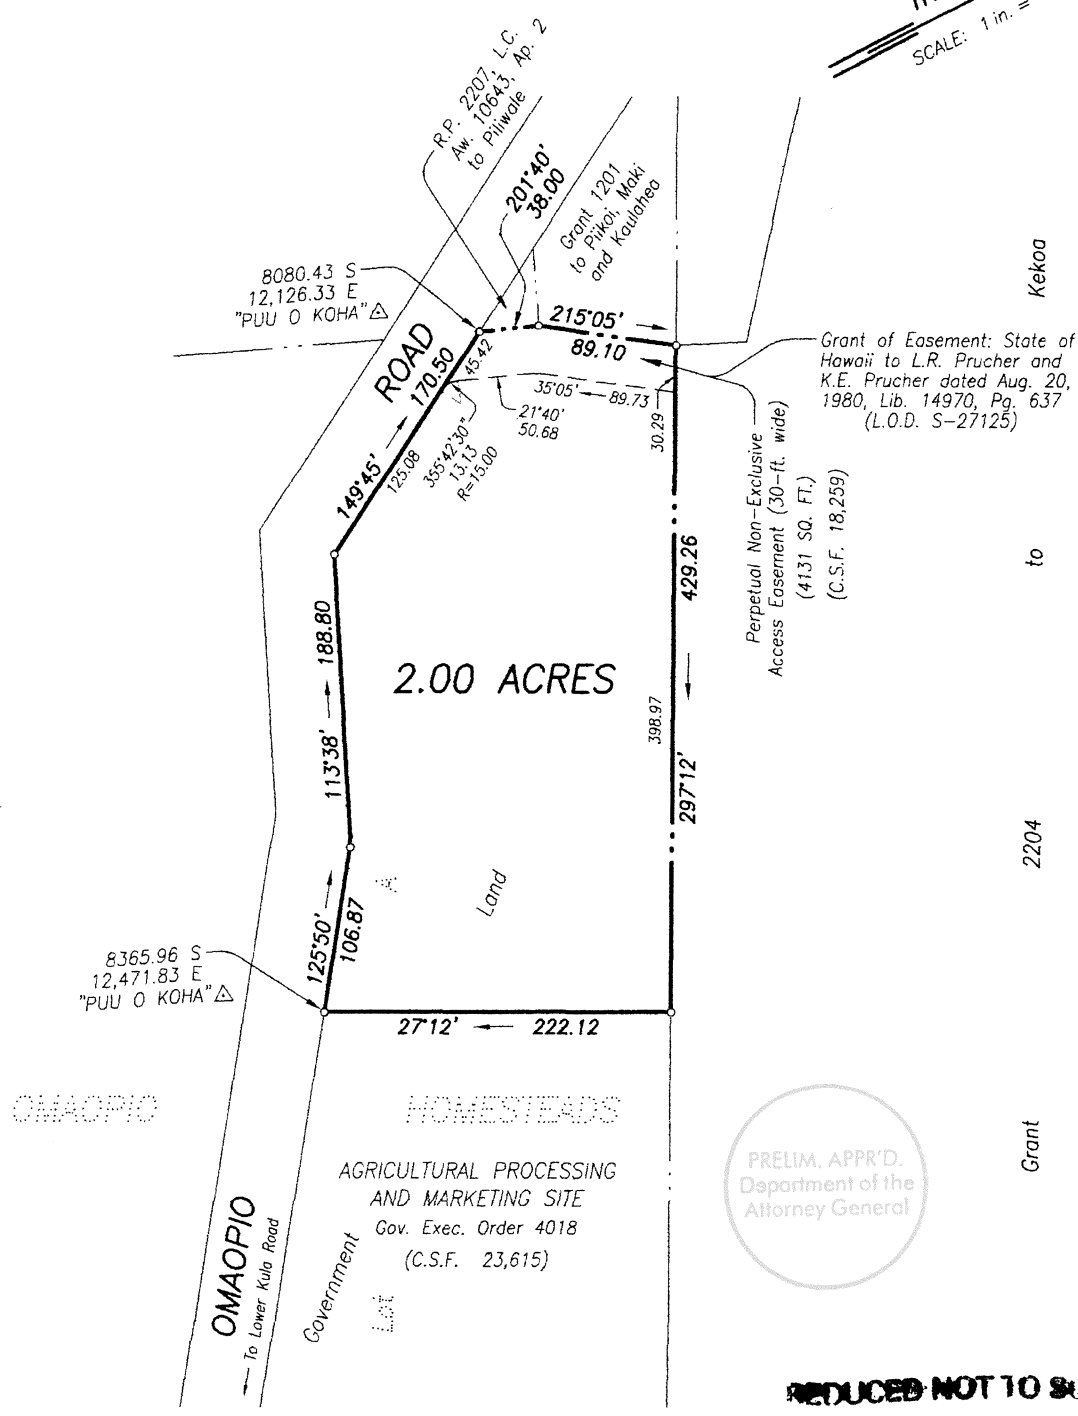 SCALE: 1 in. =
R.P. 2207, L.C.
Aw. 10643, Ap. 2
to Piliwale
201°40'
38.00
Grant 1201
to Piikoi, Maki
and Kaulahea
8080.43 S
12,126.33 E
"PUU O KOHA"
ROAD
215°05'
89.10
Grant of Easement: State of
Hawaii to L.R. Prucher and
K.E. Prucher dated Aug. 20,
1980, Lib. 14970, Pg. 637
(L.O.D. S-27125)
149°45'
170.50
45.42
125.08
355°42'30"
13.13
R=15.00
21°40'
50.68
35°05'
89.73
30.29
Perpetual Non-Exclusive
Access Easement (30-ft. wide)
(4131 SQ. FT.)
(C.S.F. 18,259)
429.26
297°12'
398.97
113°38'
188.80
2.00 ACRES
A
Land
125°50'
106.87
8365.96 S
12,471.83 E
"PUU O KOHA"
27°12'
222.12
Kekoa
to
2204
Grant
OMAOPIO
HOMESTEADS
AGRICULTURAL PROCESSING
AND MARKETING SITE
Gov. Exec. Order 4018
(C.S.F. 23,615)
PRELIM. APPR'D.
Department of the
Attorney General
OMAOPIO
To Lower Kula Road
Government
Lot
REDUCED NOT TO